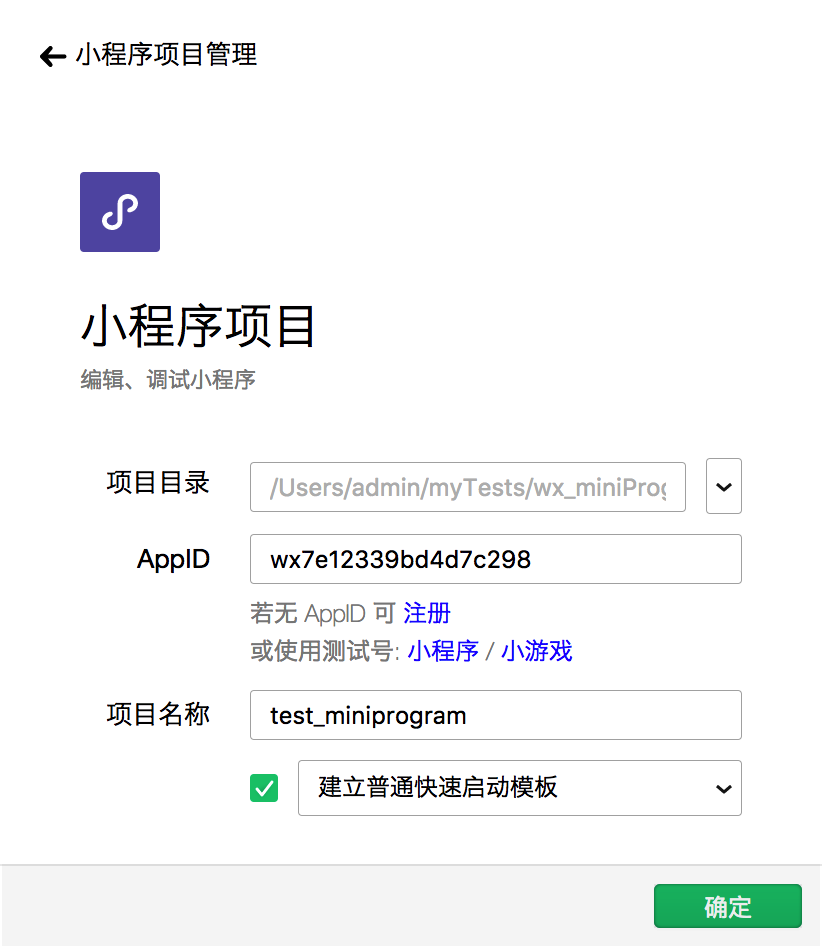 小程序项目管理
小程序项目
编辑、调试小程序
项目目录 /Users/admin/myTests/wx_miniProg
AppID wx7e12339bd4d7c298
若无 AppID 可 注册
或使用测试号: 小程序 / 小游戏
项目名称 test_miniprogram
建立普通快速启动模板
确定